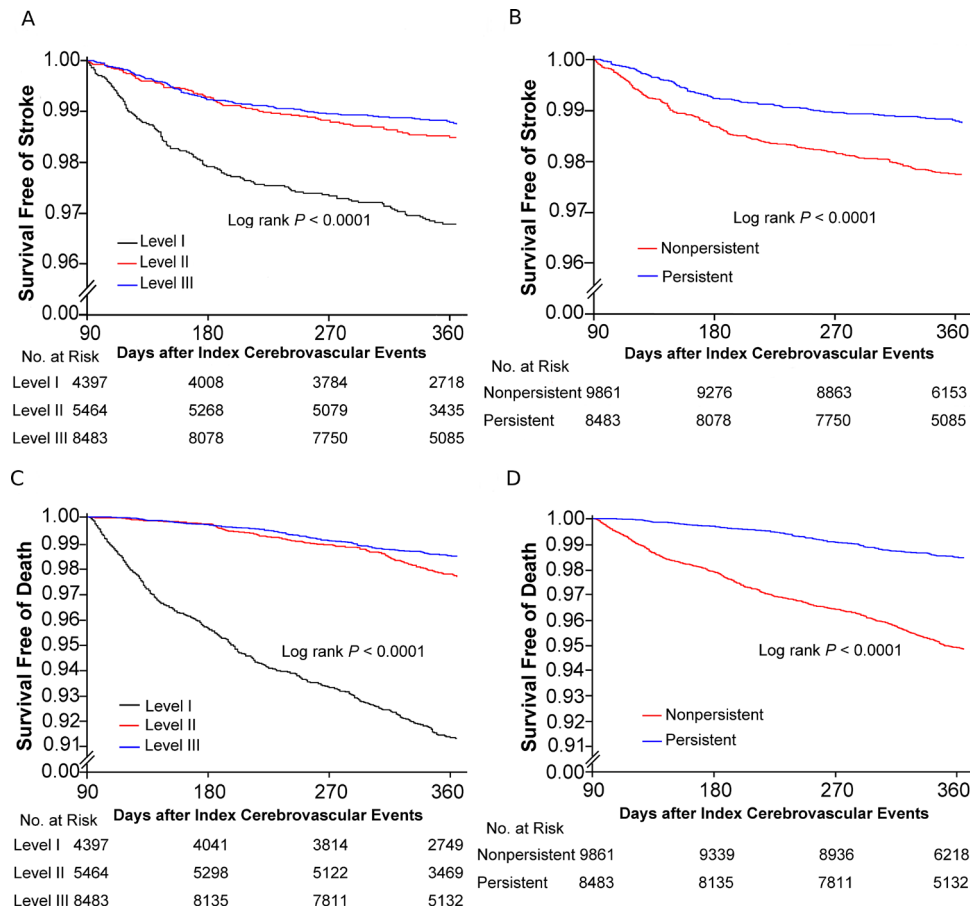 A
Survival Free of Stroke
1.00
0.99
0.98
0.97
0.96
0.00
Log rank P < 0.0001
Level I
Level II
Level III
90 180 270 360
Days after Index Cerebrovascular Events
No. at Risk
Level I 4397 4008 3784 2718
Level II 5464 5268 5079 3435
Level III 8483 8078 7750 5085
B
Survival Free of Stroke
1.00
0.99
0.98
0.97
0.96
0.00
Log rank P < 0.0001
Nonpersistent
Persistent
90 180 270 360
Days after Index Cerebrovascular Events
No. at Risk
Nonpersistent 9861 9276 8863 6153
Persistent 8483 8078 7750 5085
C
Survival Free of Death
1.00
0.99
0.98
0.96
0.95
0.94
0.93
0.92
0.91
0.00
Log rank P < 0.0001
Level I
Level II
Level III
90 180 270 360
Days after Index Cerebrovascular Events
No. at Risk
Level I 4397 4041 3814 2749
Level II 5464 5298 5122 3469
Level III 8483 8135 7811 5132
D
Survival Free of Death
1.00
0.99
0.98
0.96
0.95
0.94
0.93
0.92
0.91
0.00
Log rank P < 0.0001
Nonpersistent
Persistent
90 180 270 360
Days after Index Cerebrovascular Events
No. at Risk
Nonpersistent 9861 9339 8936 6218
Persistent 8483 8135 7811 5132